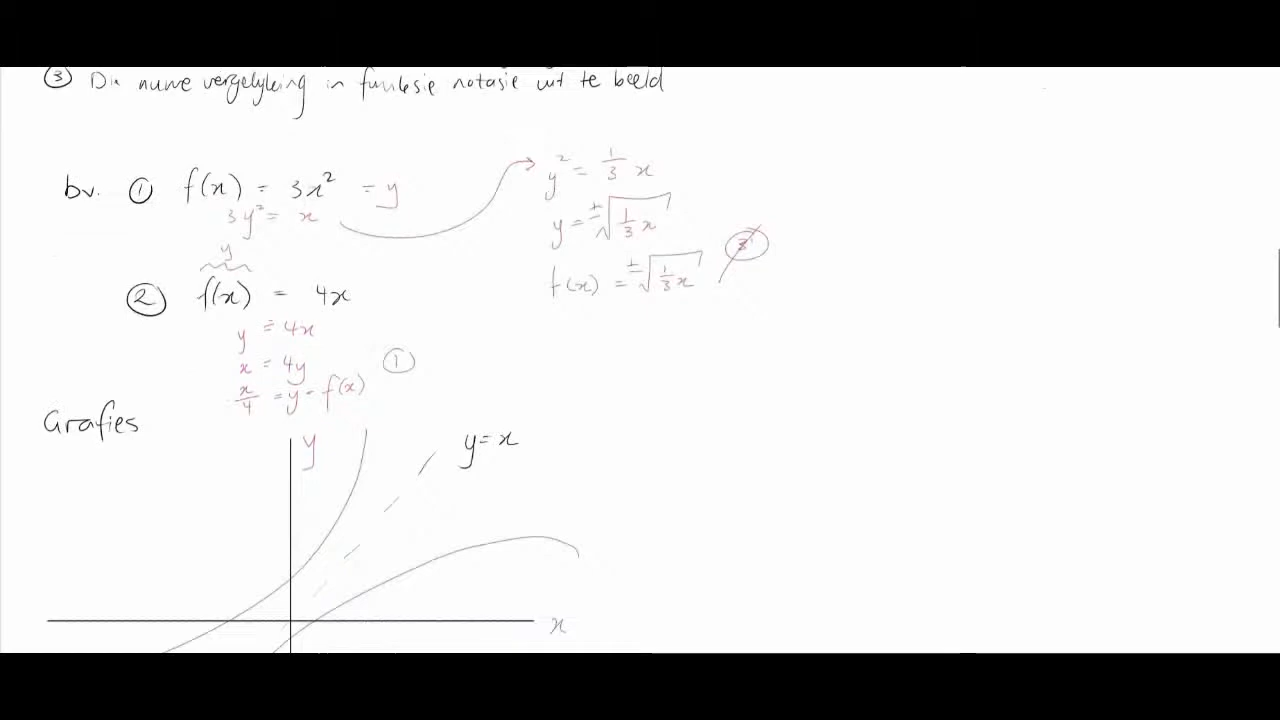 ③ Die nuwe vergelyking in funksie notasie uit te beeld
bv. ① f(x) = 3x² = y
3y² = x
y² = 1/3 x
y = ±√(1/3 x)
f(x) = ±√(1/3 x)
y
② f(x) = 4x
y = 4x
x = 4y
①
x/4 = y = f(x)
Grafies
y
y = x
x